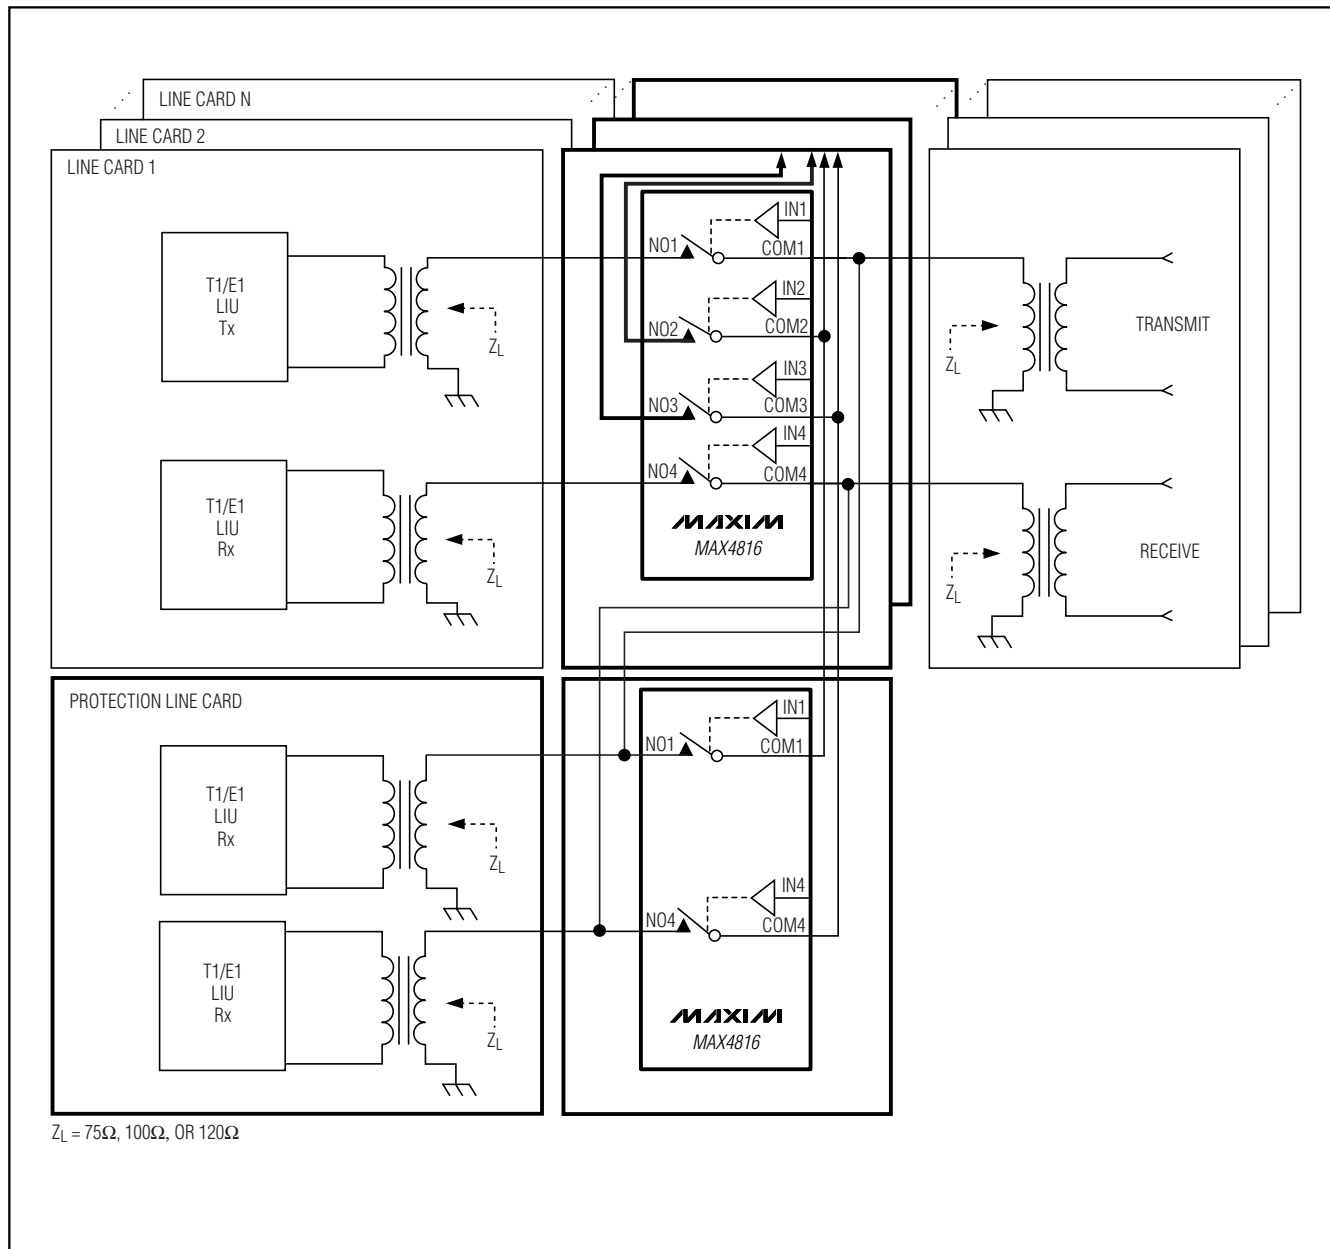 LINE CARD N
LINE CARD 2
LINE CARD 1
T1/E1
LIU
Tx
ZL
T1/E1
LIU
Rx
ZL
IN1
NO1
COM1
IN2
NO2
COM2
IN3
NO3
COM3
IN4
NO4
COM4
MAXIM
MAX4816
ZL
TRANSMIT
ZL
RECEIVE
PROTECTION LINE CARD
T1/E1
LIU
Rx
ZL
T1/E1
LIU
Rx
ZL
IN1
NO1
COM1
IN4
NO4
COM4
MAXIM
MAX4816
ZL = 75Ω, 100Ω, OR 120Ω